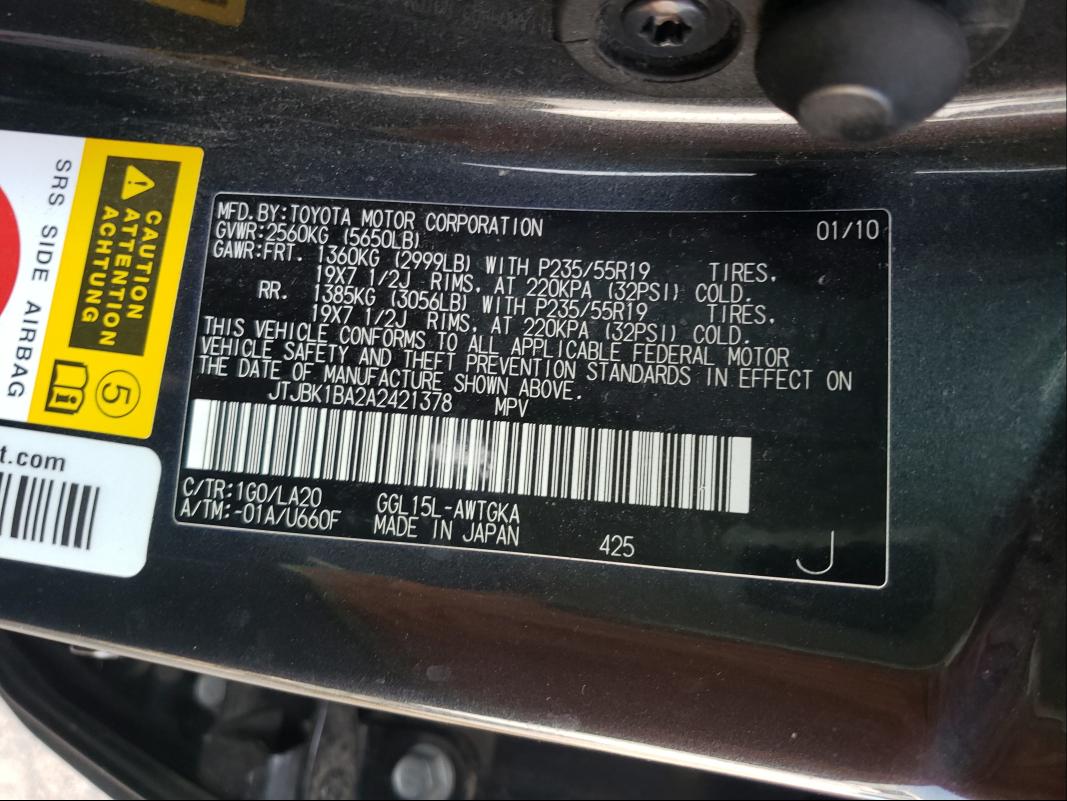 SRS SIDE AIRBAG
CAUTION
ATTENTION
ACHTUNG
5
i
t.com
MFD.BY:TOYOTA MOTOR CORPORATION 01/10
GVWR:2560KG (5650LB)
GAWR:FRT. 1360KG (2999LB) WITH P235/55R19 TIRES,
19X7 1/2J RIMS, AT 220KPA (32PSI) COLD.
RR. 1385KG (3056LB) WITH P235/55R19 TIRES,
19X7 1/2J RIMS, AT 220KPA (32PSI) COLD.
THIS VEHICLE CONFORMS TO ALL APPLICABLE FEDERAL MOTOR
VEHICLE SAFETY AND THEFT PREVENTION STANDARDS IN EFFECT ON
THE DATE OF MANUFACTURE SHOWN ABOVE.
JTJBK1BA2A2421378 MPV
C/TR:1G0/LA20 GGL15L-AWTGKA
A/TM:-01A/U660F MADE IN JAPAN
425 J